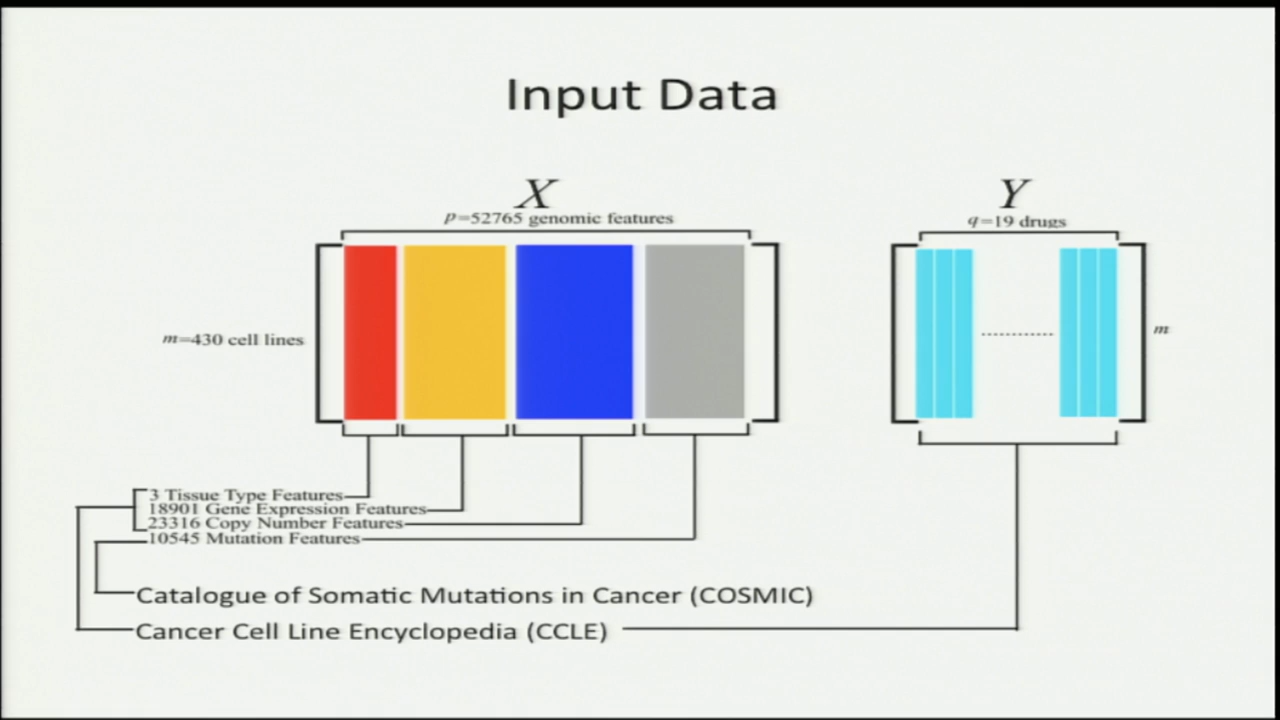 Input Data
X
p=52765 genomic features
Y
q=19 drugs
m=430 cell lines
m
3 Tissue Type Features
18901 Gene Expression Features
23316 Copy Number Features
10545 Mutation Features
Catalogue of Somatic Mutations in Cancer (COSMIC)
Cancer Cell Line Encyclopedia (CCLE)